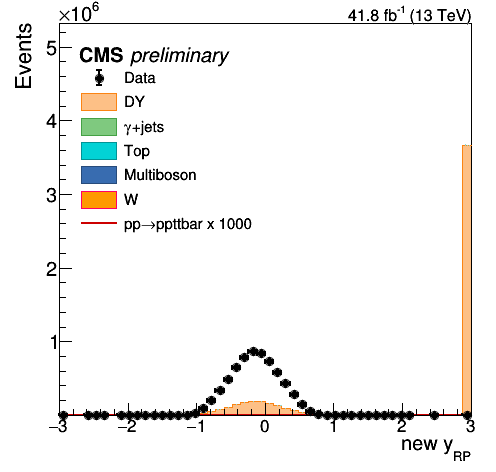 ×10⁶
41.8 fb⁻¹ (13 TeV)
Events
CMS preliminary
Data
DY
γ+jets
Top
Multiboson
W
pp→ppttbar x 1000
5
4
3
2
1
−3 −2 −1 0 1 2 3
new y_RP